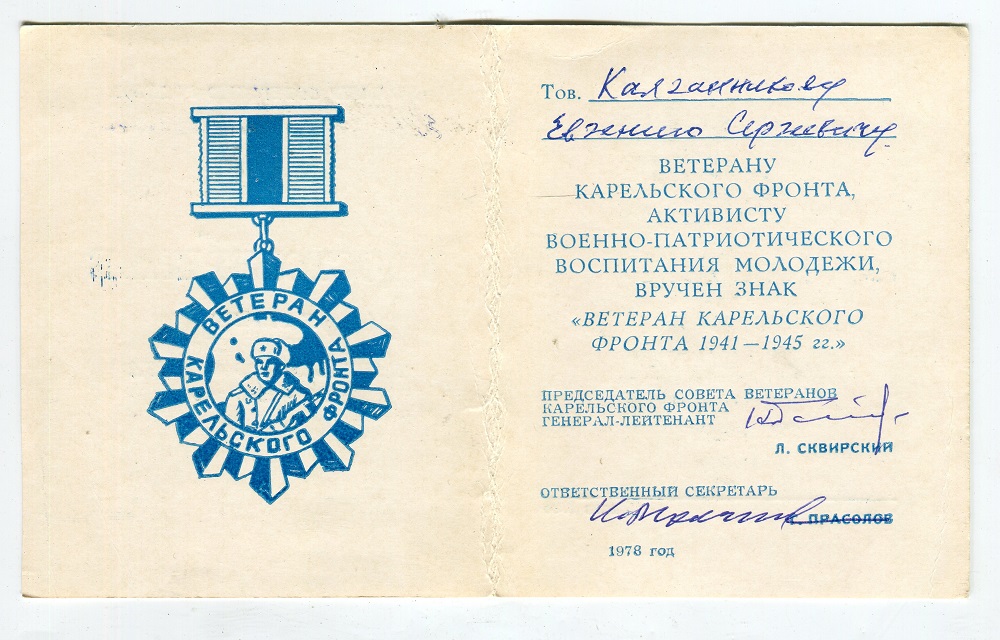 ВЕТЕРАН
КАРЕЛЬСКОГО ФРОНТА
Тов. Калганникову
Евгению Сергеевичу
ВЕТЕРАНУ
КАРЕЛЬСКОГО ФРОНТА,
АКТИВИСТУ
ВОЕННО-ПАТРИОТИЧЕСКОГО
ВОСПИТАНИЯ МОЛОДЕЖИ,
ВРУЧЕН ЗНАК
«ВЕТЕРАН КАРЕЛЬСКОГО
ФРОНТА 1941—1945 гг.»
ПРЕДСЕДАТЕЛЬ СОВЕТА ВЕТЕРАНОВ
КАРЕЛЬСКОГО ФРОНТА
ГЕНЕРАЛ-ЛЕЙТЕНАНТ
Л. СКВИРСКИЙ
ОТВЕТСТВЕННЫЙ СЕКРЕТАРЬ
ПРАСОЛОВ
1978 год